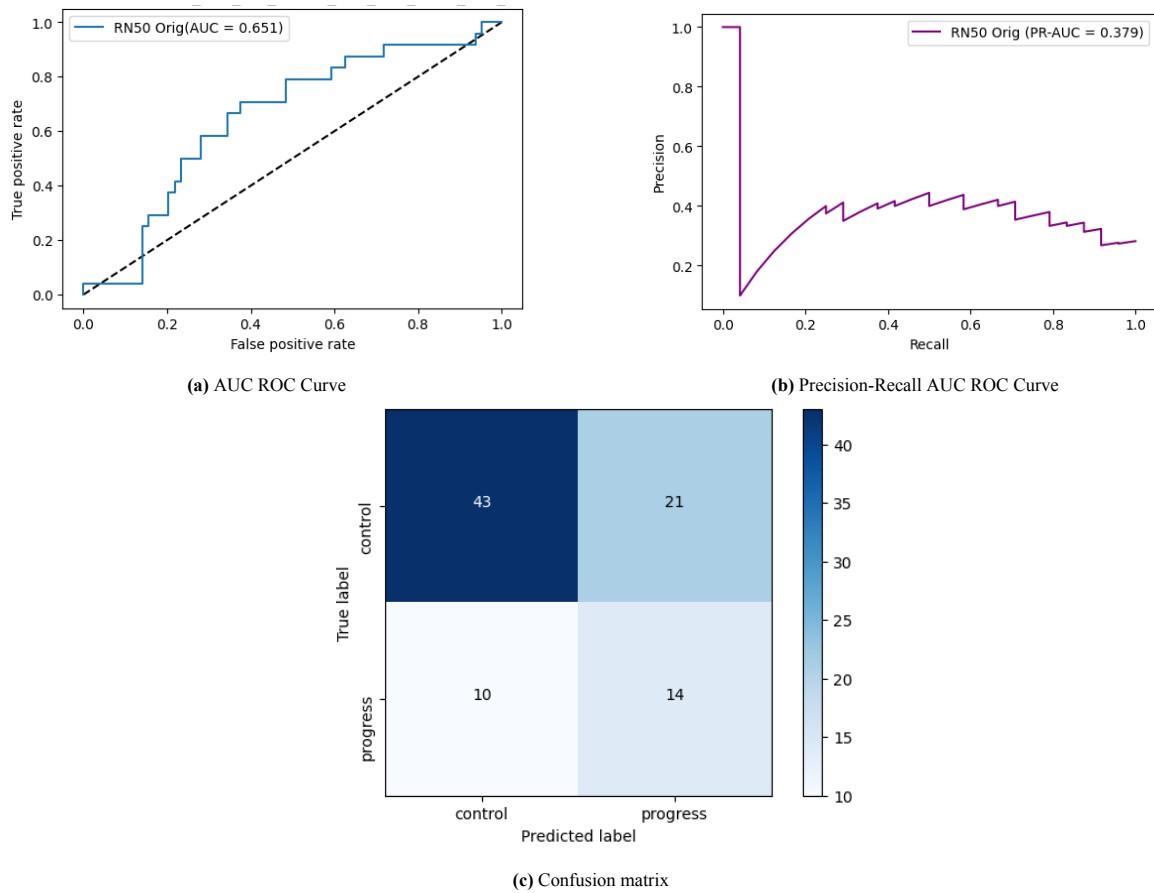 RN50 Orig(AUC = 0.651)
1.0
0.8
0.6
0.4
0.2
0.0
True positive rate
0.0 0.2 0.4 0.6 0.8 1.0
False positive rate
(a) AUC ROC Curve
RN50 Orig (PR-AUC = 0.379)
1.0
0.8
0.6
0.4
0.2
Precision
0.0 0.2 0.4 0.6 0.8 1.0
Recall
(b) Precision-Recall AUC ROC Curve
True label
control
43 21
progress
10 14
control progress
Predicted label
40
35
30
25
20
15
10
(c) Confusion matrix